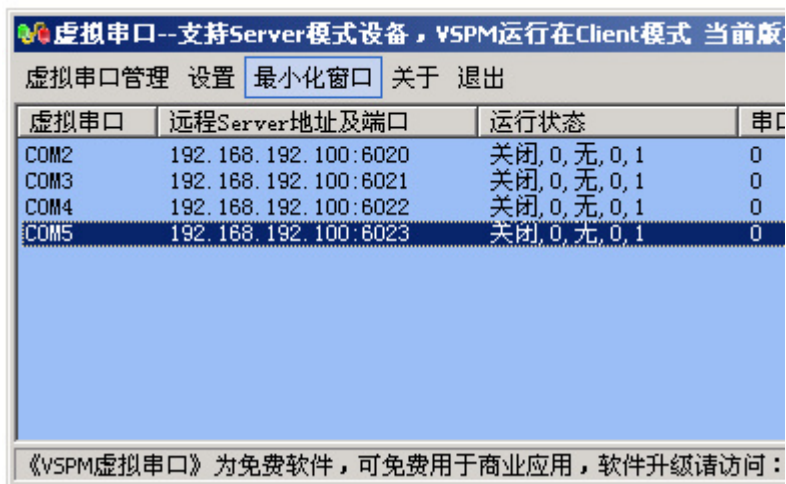 虚拟串口--支持Server模式设备，VSPM运行在Client模式 当前版
虚拟串口管理 设置 最小化窗口 关于 退出
虚拟串口 远程Server地址及端口 运行状态 串口
COM2 192.168.192.100:6020 关闭,0,无,0,1 0
COM3 192.168.192.100:6021 关闭,0,无,0,1 0
COM4 192.168.192.100:6022 关闭,0,无,0,1 0
COM5 192.168.192.100:6023 关闭,0,无,0,1 0
《VSPM虚拟串口》为免费软件，可免费用于商业应用，软件升级请访问：